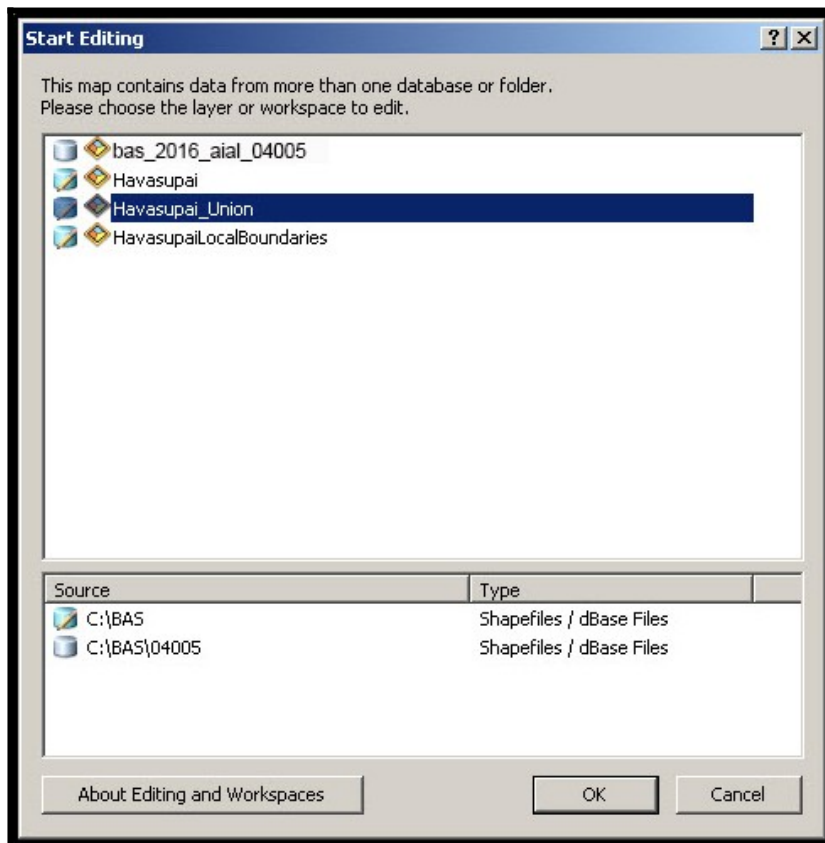 Start Editing
This map contains data from more than one database or folder.
Please choose the layer or workspace to edit.
bas_2016_aial_04005
Havasupai
Havasupai_Union
HavasupaiLocalBoundaries
Source Type
C:\BAS Shapefiles / dBase Files
C:\BAS\04005 Shapefiles / dBase Files
About Editing and Workspaces OK Cancel